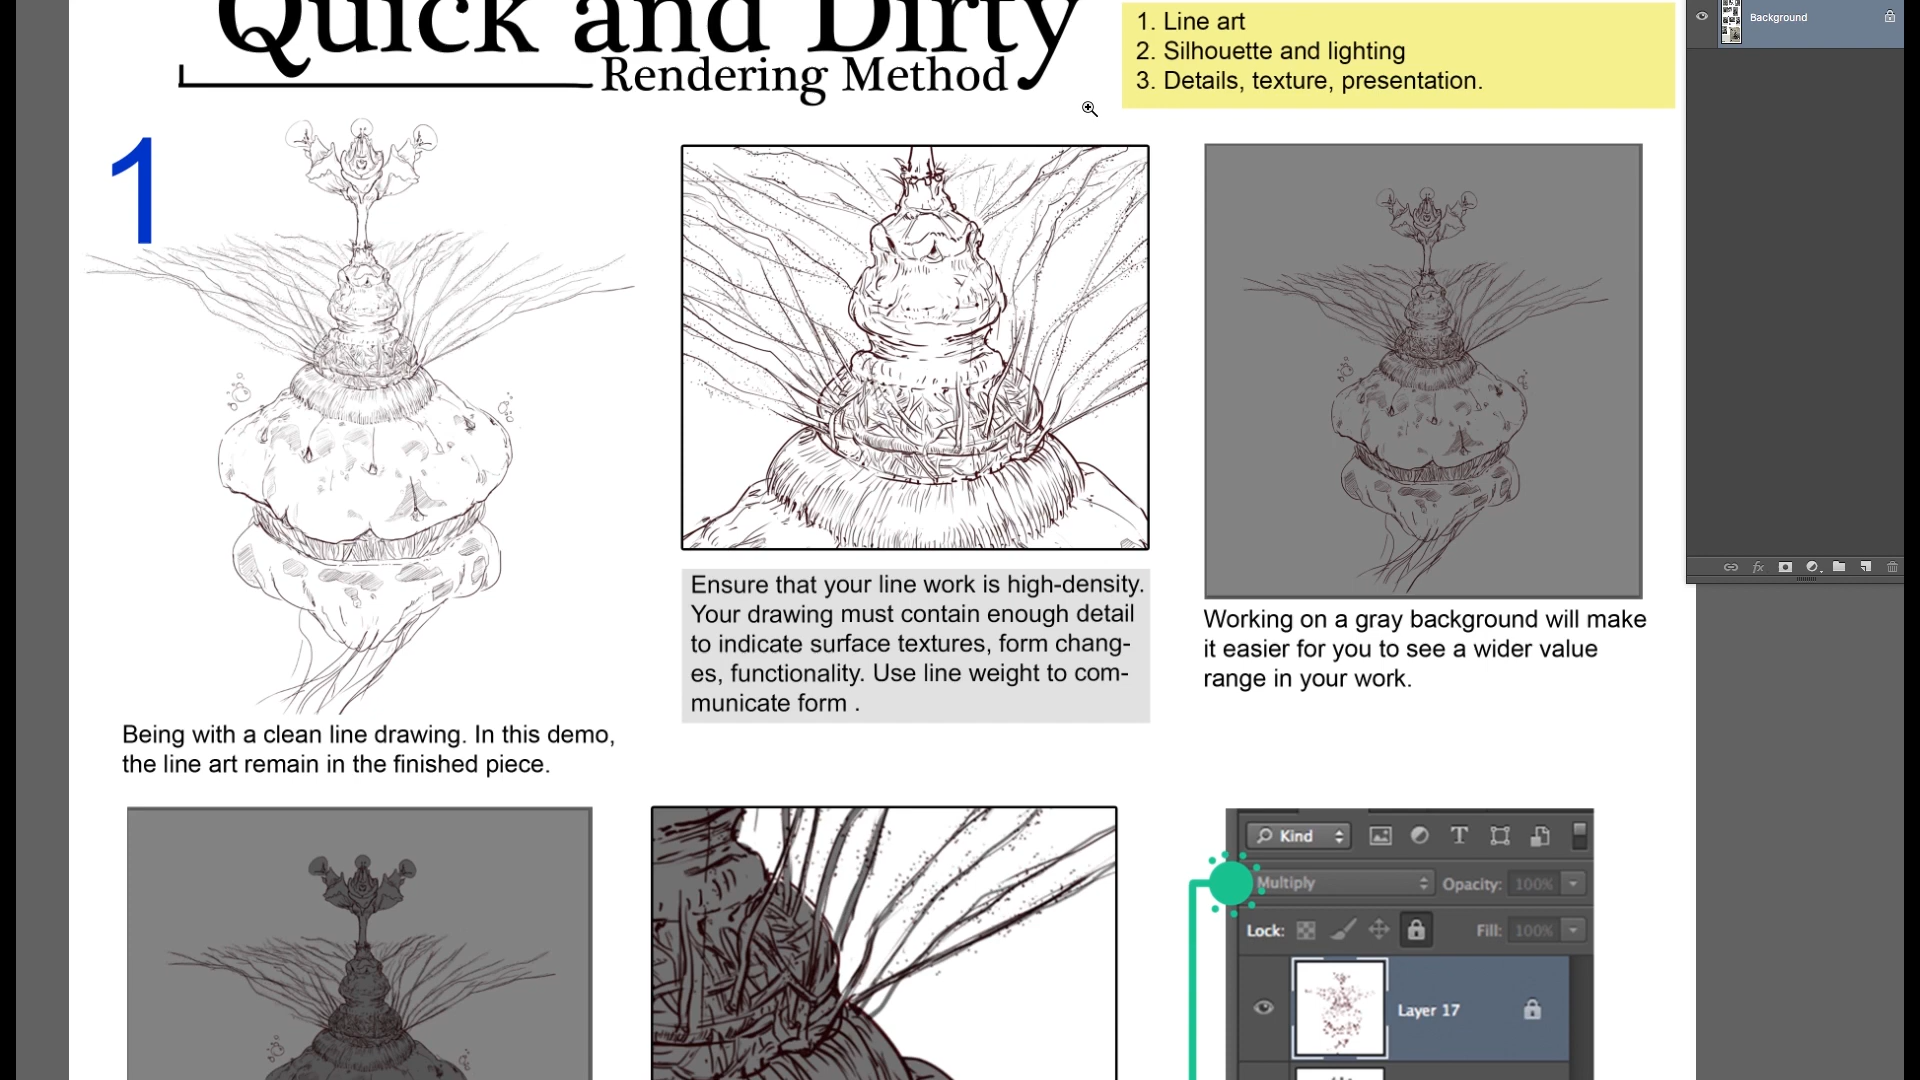 Quick and Dirty
Rendering Method
1. Line art
2. Silhouette and lighting
3. Details, texture, presentation.
Background
1
fx
Ensure that your line work is high-density.
Your drawing must contain enough detail
to indicate surface textures, form chang-
es, functionality. Use line weight to com-
municate form .
Working on a gray background will make
it easier for you to see a wider value
range in your work.
Being with a clean line drawing. In this demo,
the line art remain in the finished piece.
Kind
Multiply
Opacity: 100%
Lock:
Fill: 100%
Layer 17